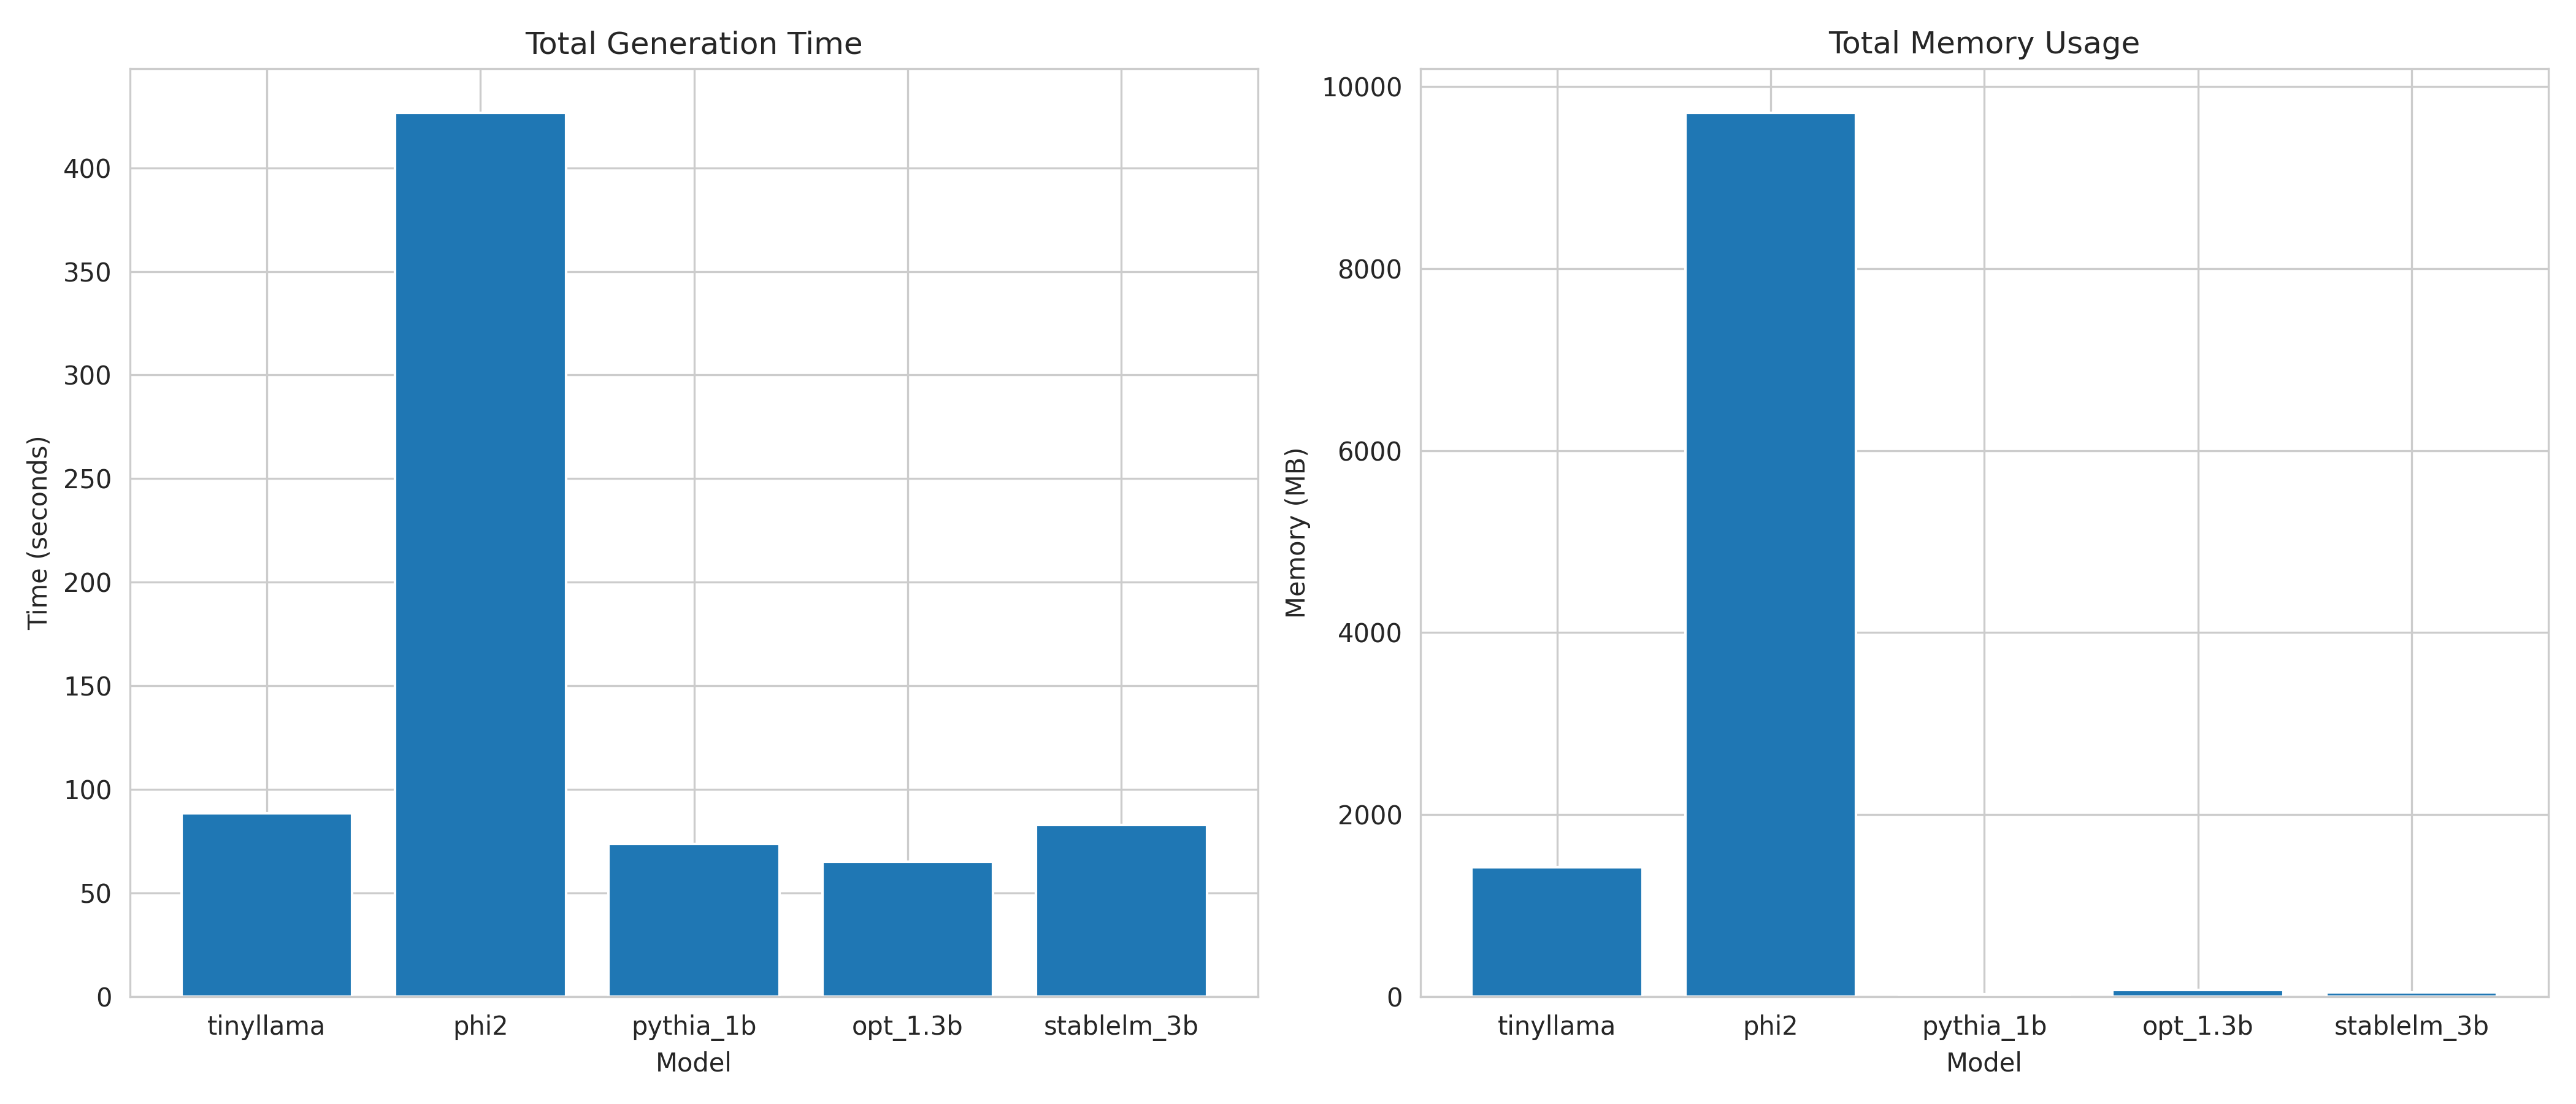 Total Generation Time
Time (seconds)
400
350
300
250
200
150
100
50
0
tinyllama
phi2
pythia_1b
opt_1.3b
stablelm_3b
Model
Total Memory Usage
Memory (MB)
10000
8000
6000
4000
2000
0
tinyllama
phi2
pythia_1b
opt_1.3b
stablelm_3b
Model